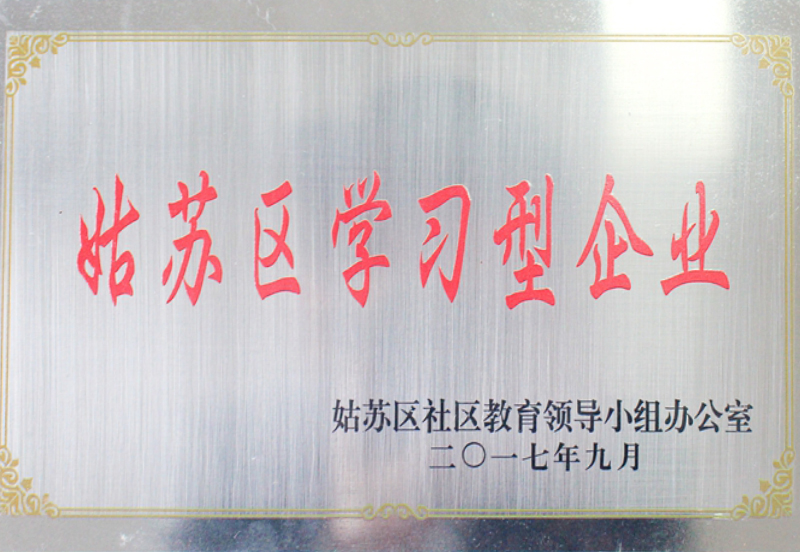 姑苏区学习型企业
姑苏区社区教育领导小组办公室
二〇一七年九月